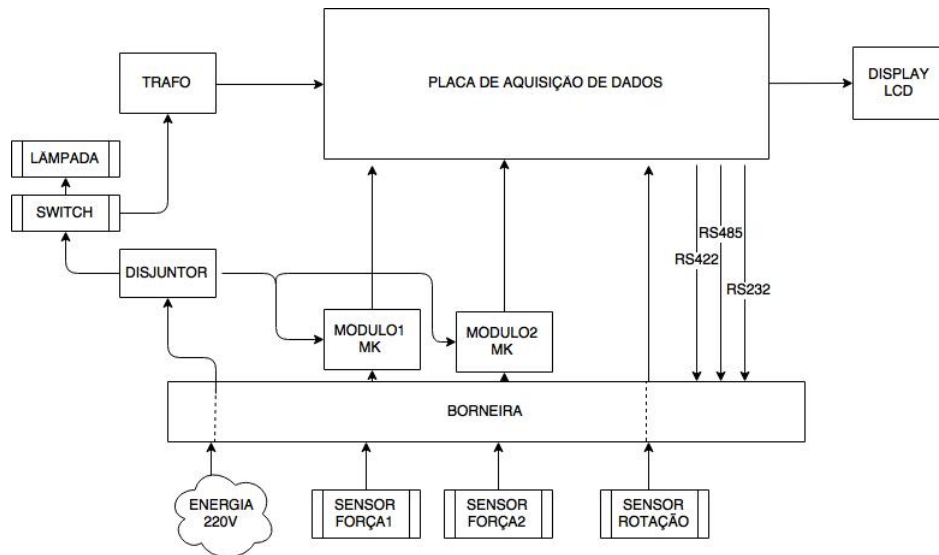 TRAFO
PLACA DE AQUISIÇÃO DE DADOS
DISPLAY
LCD
LÂMPADA
SWITCH
RS485
RS422
RS232
DISJUNTOR
MODULO1
MK
MODULO2
MK
BORNEIRA
ENERGIA
220V
SENSOR
FORÇA1
SENSOR
FORÇA2
SENSOR
ROTAÇÃO